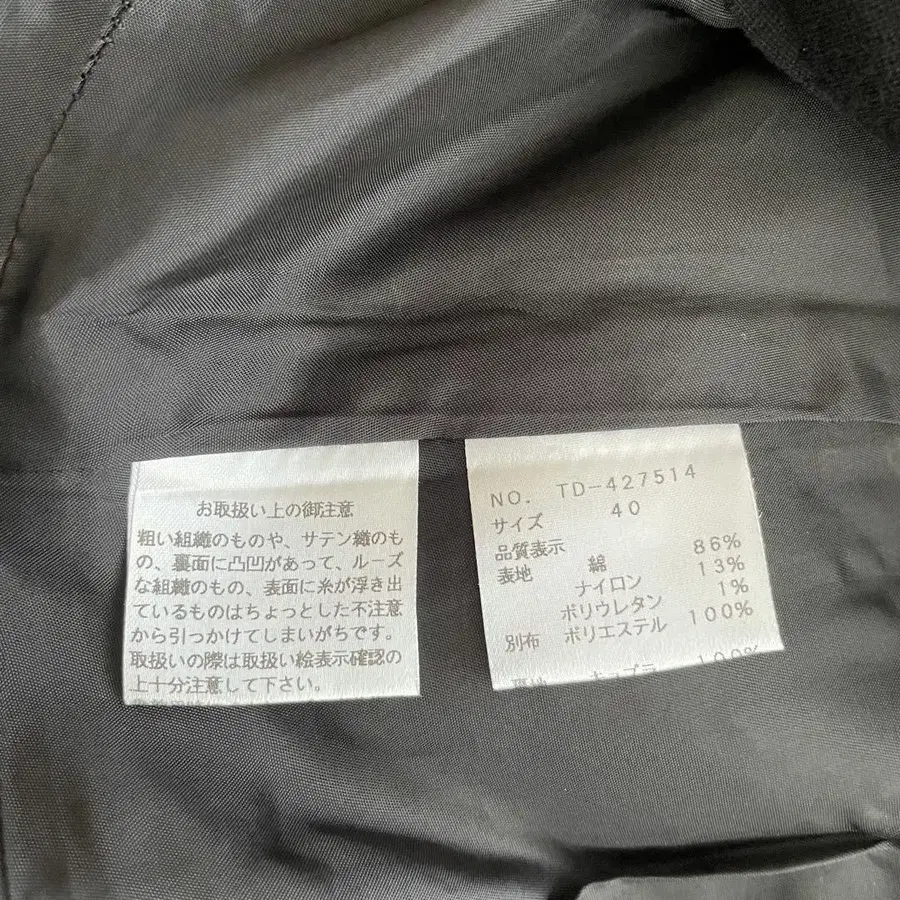 お取扱い上の御注意
粗い組織のものや、サテン織のも
の、裏面に凸凹があって、ルーズ
な組織のもの、表面に糸が浮き出
ているものはちょっとした不注意
から引っかけてしまいがちです。
取扱いの際は取扱い絵表示確認の
上十分注意して下さい。
NO. TD-427514
サイズ 40
品質表示
表地 綿 86%
ナイロン 13%
ポリウレタン 1%
別布 ポリエステル 100%
裏地 キュプラ 100%